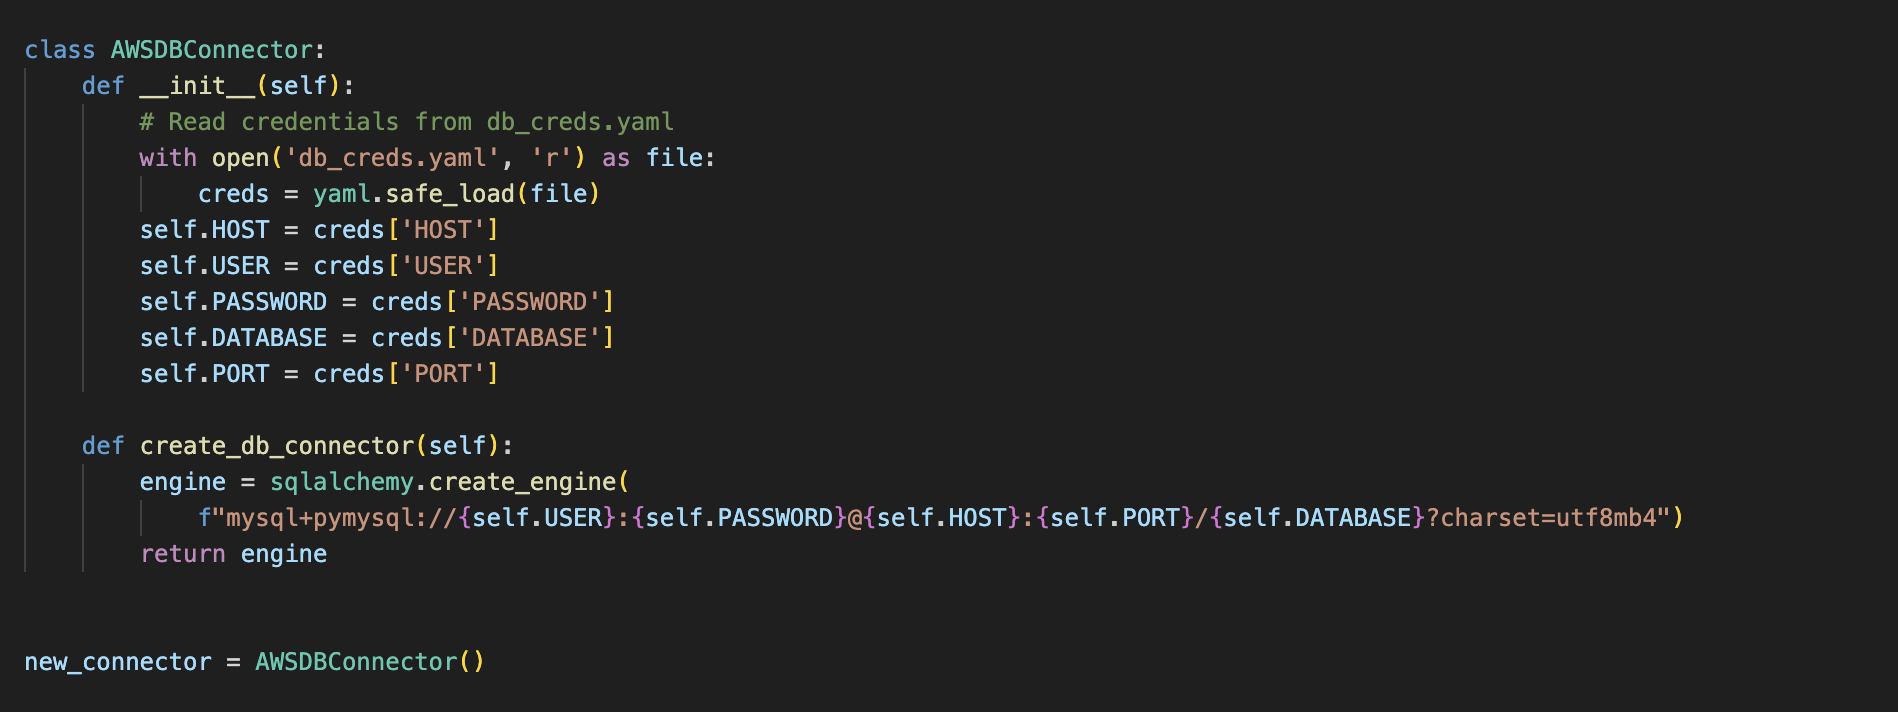 class AWSDBConnector:
    def __init__(self):
        # Read credentials from db_creds.yaml
        with open('db_creds.yaml', 'r') as file:
            creds = yaml.safe_load(file)
        self.HOST = creds['HOST']
        self.USER = creds['USER']
        self.PASSWORD = creds['PASSWORD']
        self.DATABASE = creds['DATABASE']
        self.PORT = creds['PORT']

    def create_db_connector(self):
        engine = sqlalchemy.create_engine(
            f"mysql+pymysql://{self.USER}:{self.PASSWORD}@{self.HOST}:{self.PORT}/{self.DATABASE}?charset=utf8mb4")
        return engine


new_connector = AWSDBConnector()